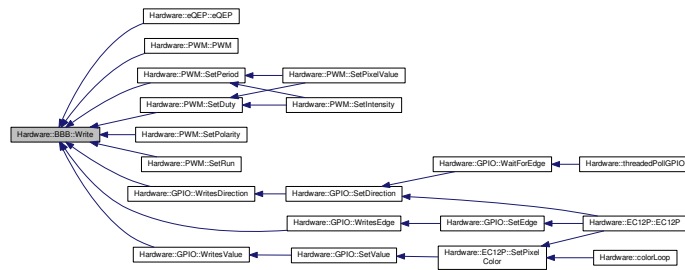 Hardware::eQEP::eQEP
Hardware::PWM::PWM
Hardware::PWM::SetPeriod
Hardware::PWM::SetPixelValue
Hardware::PWM::SetDuty
Hardware::PWM::SetIntensity
Hardware::BBB::Write
Hardware::PWM::SetPolarity
Hardware::PWM::SetRun
Hardware::GPIO::WaitForEdge
Hardware::threadedPollGPIO
Hardware::GPIO::WritesDirection
Hardware::GPIO::SetDirection
Hardware::GPIO::WritesEdge
Hardware::GPIO::SetEdge
Hardware::EC12P::EC12P
Hardware::GPIO::WritesValue
Hardware::GPIO::SetValue
Hardware::EC12P::SetPixel
Color
Hardware::colorLoop